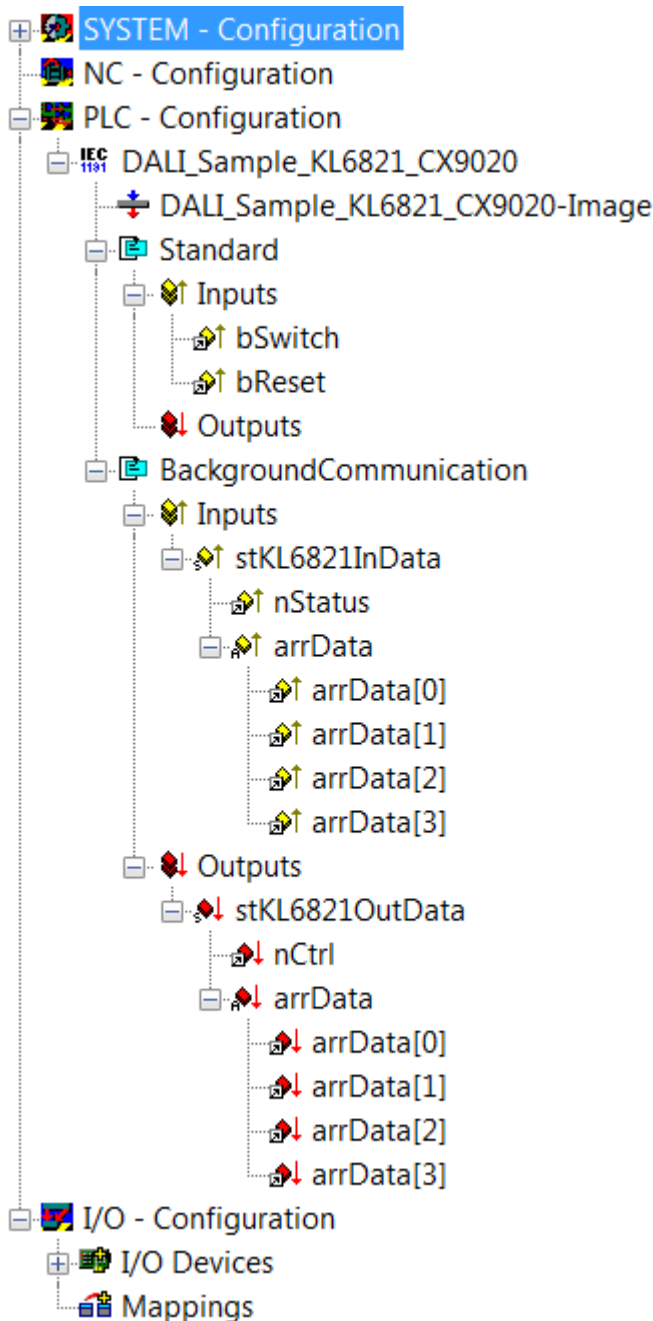 SYSTEM - Configuration
NC - Configuration
PLC - Configuration
IEC 1131 DALI_Sample_KL6821_CX9020
DALI_Sample_KL6821_CX9020-Image
Standard
Inputs
bSwitch
bReset
Outputs
BackgroundCommunication
Inputs
stKL6821InData
nStatus
arrData
arrData[0]
arrData[1]
arrData[2]
arrData[3]
Outputs
stKL6821OutData
nCtrl
arrData
arrData[0]
arrData[1]
arrData[2]
arrData[3]
I/O - Configuration
I/O Devices
Mappings